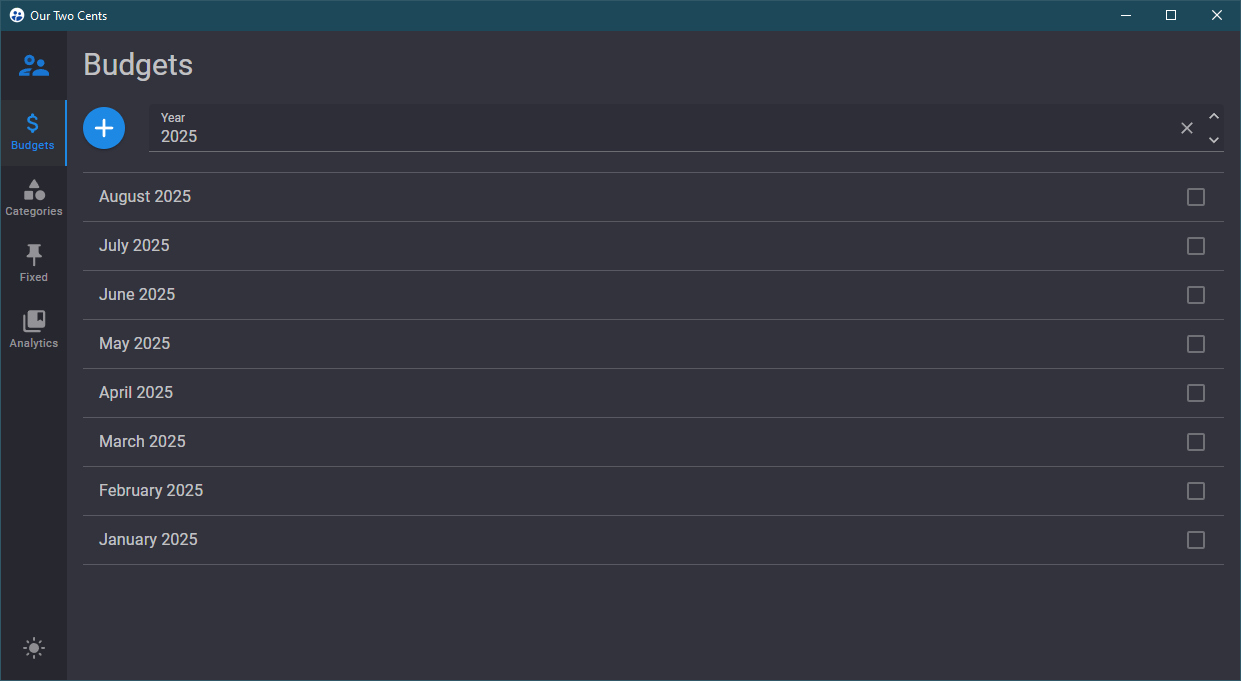 Our Two Cents
Budgets
Year
2025
Budgets
Categories
Fixed
Analytics
August 2025
July 2025
June 2025
May 2025
April 2025
March 2025
February 2025
January 2025